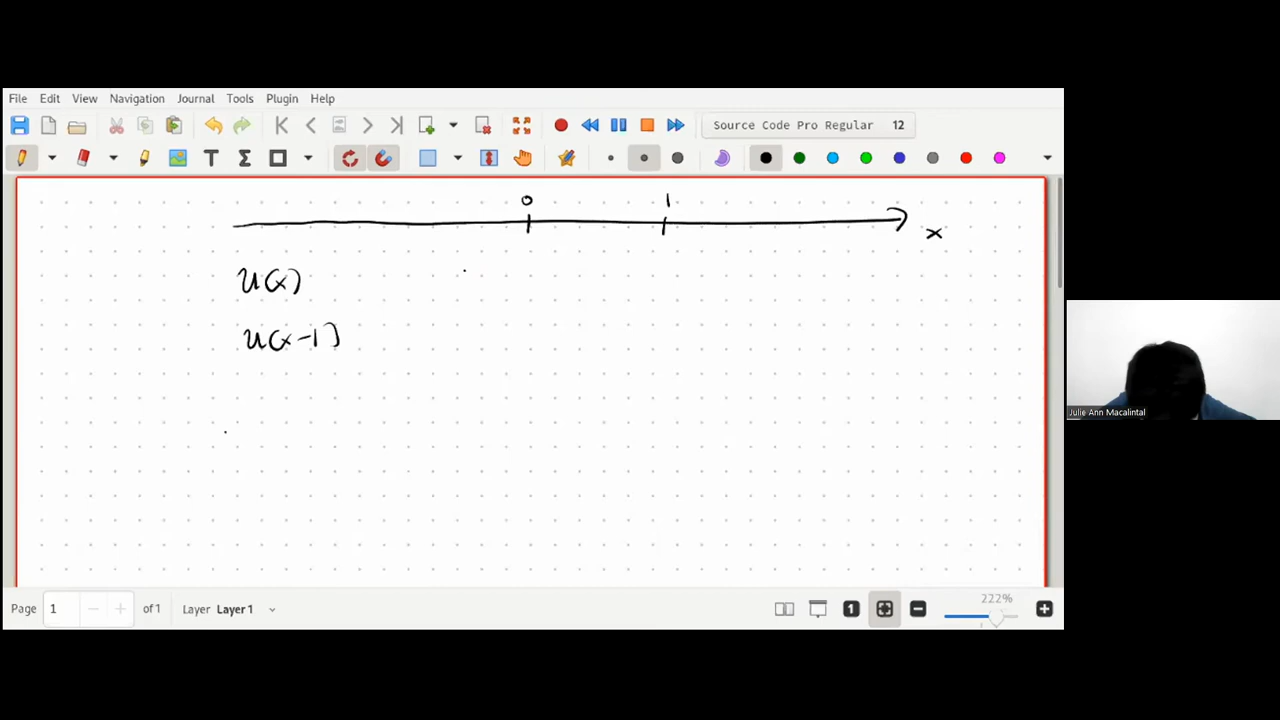 File Edit View Navigation Journal Tools Plugin Help
Source Code Pro Regular 12
0 1
x
u(x)
u(x-1)
Julie Ann Macalintal
Page 1 of 1 Layer Layer 1 1 222%